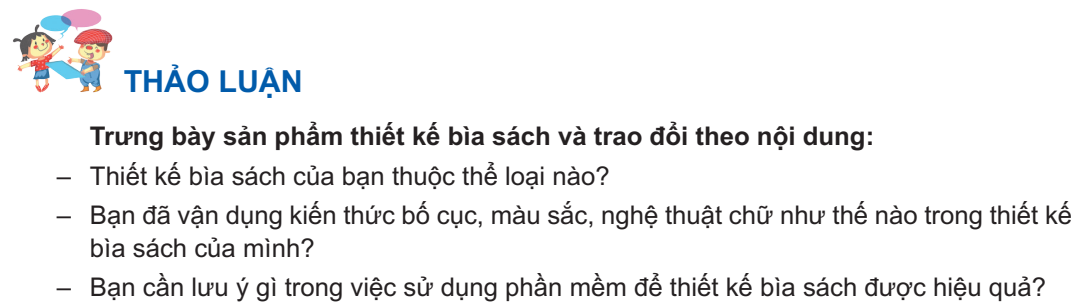 THẢO LUẬN
Trưng bày sản phẩm thiết kế bìa sách và trao đổi theo nội dung:
– Thiết kế bìa sách của bạn thuộc thể loại nào?
– Bạn đã vận dụng kiến thức bố cục, màu sắc, nghệ thuật chữ như thế nào trong thiết kế
bìa sách của mình?
– Bạn cần lưu ý gì trong việc sử dụng phần mềm để thiết kế bìa sách được hiệu quả?